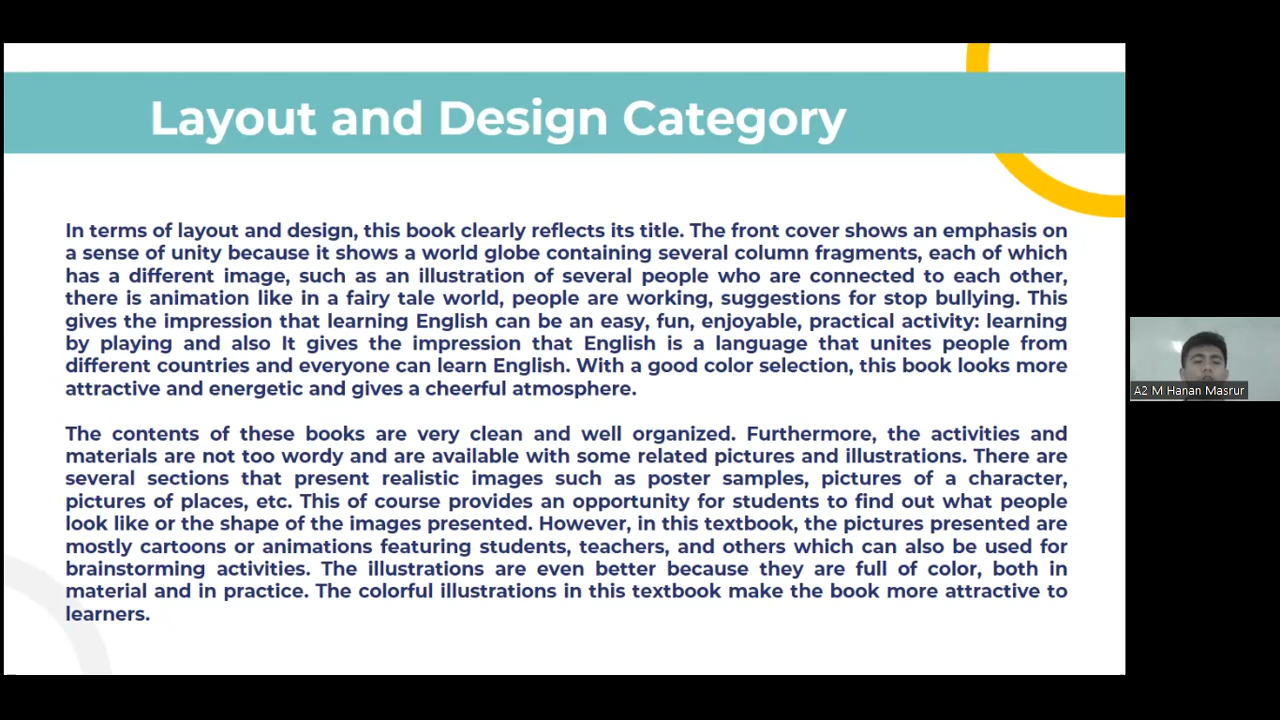 Layout and Design Category
In terms of layout and design, this book clearly reflects its title. The front cover shows an emphasis on
a sense of unity because it shows a world globe containing several column fragments, each of which
has a different image, such as an illustration of several people who are connected to each other,
there is animation like in a fairy tale world, people are working, suggestions for stop bullying. This
gives the impression that learning English can be an easy, fun, enjoyable, practical activity: learning
by playing and also It gives the impression that English is a language that unites people from
different countries and everyone can learn English. With a good color selection, this book looks more
attractive and energetic and gives a cheerful atmosphere.
The contents of these books are very clean and well organized. Furthermore, the activities and
materials are not too wordy and are available with some related pictures and illustrations. There are
several sections that present realistic images such as poster samples, pictures of a character,
pictures of places, etc. This of course provides an opportunity for students to find out what people
look like or the shape of the images presented. However, in this textbook, the pictures presented are
mostly cartoons or animations featuring students, teachers, and others which can also be used for
brainstorming activities. The illustrations are even better because they are full of color, both in
material and in practice. The colorful illustrations in this textbook make the book more attractive to
learners.
A2 M Hanan Masrur